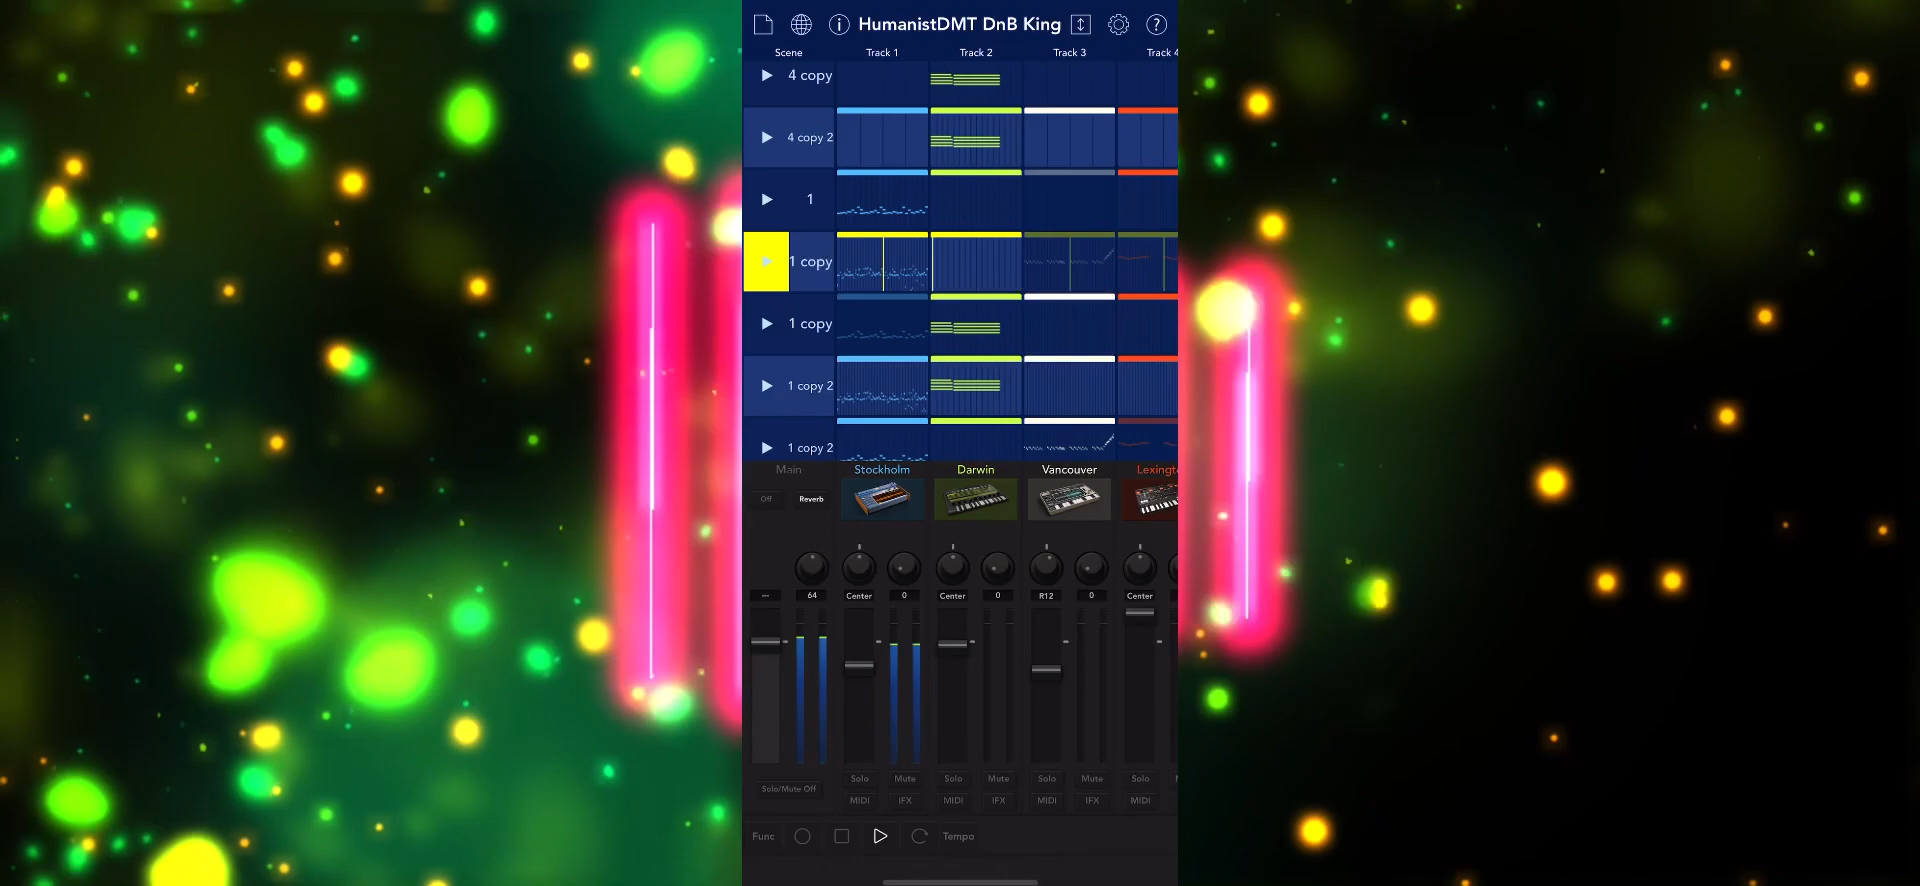 HumanistDMT DnB King
Scene Track 1 Track 2 Track 3 Track 4
4 copy
4 copy 2
1
1 copy
1 copy
1 copy 2
1 copy 2
Main Stockholm Darwin Vancouver Lexingt
Off Reverb
--- 64 Center 0 Center 0 R12 0 Center
Solo Mute Solo Mute Solo Mute Solo
Solo/Mute Off
MIDI IFX MIDI IFX MIDI IFX MIDI
Func Tempo